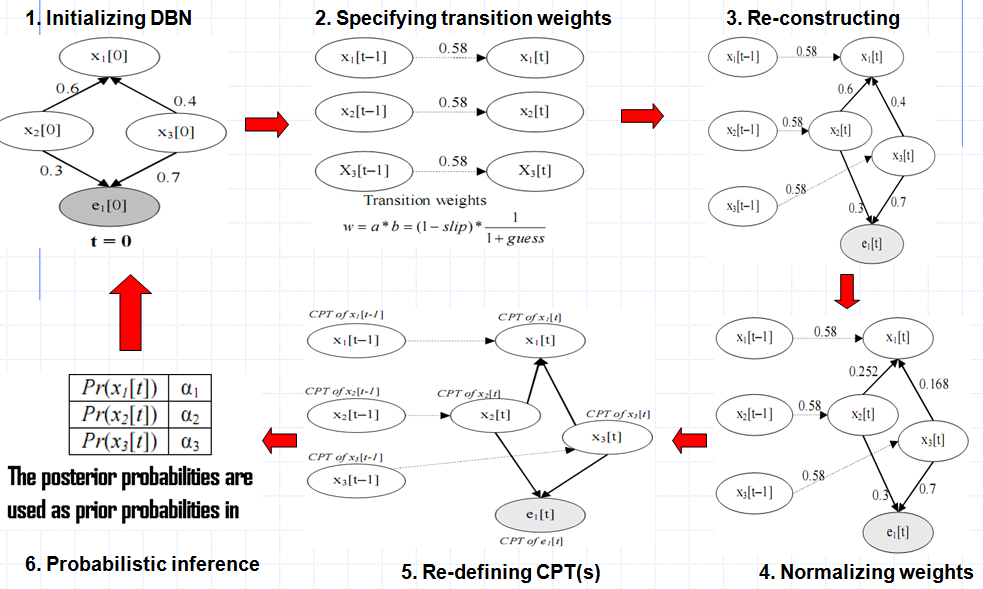 1. Initializing DBN
x₁[0]
0.6
0.4
x₂[0]
x₃[0]
0.3
0.7
e₁[0]
t = 0
2. Specifying transition weights
x₁[t−1]
0.58
x₁[t]
x₂[t−1]
0.58
x₂[t]
X₃[t−1]
0.58
X₃[t]
Transition weights
w = a * b = (1 − slip) * 1 / 1 + guess
3. Re-constructing
x₁[t−1]
0.58
x₁[t]
0.6
0.4
x₂[t−1]
0.58
x₂[t]
x₃[t]
0.58
x₃[t−1]
0.3
0.7
e₁[t]
x₁[t−1]
0.58
x₁[t]
0.252
0.168
x₂[t−1]
0.58
x₂[t]
x₃[t]
0.58
x₃[t−1]
0.3
0.7
e₁[t]
4. Normalizing weights
CPT of x₁[t-1]
CPT of x₁[t]
x₁[t−1]
x₁[t]
CPT of x₂[t-1]
CPT of x₂[t]
x₂[t−1]
x₂[t]
CPT of x₃[t]
x₃[t]
CPT of x₃[t-1]
x₃[t−1]
e₁[t]
CPT of e₁[t]
5. Re-defining CPT(s)
Pr(x₁[t]) α₁
Pr(x₂[t]) α₂
Pr(x₃[t]) α₃
The posterior probabilities are
used as prior probabilities in
6. Probabilistic inference